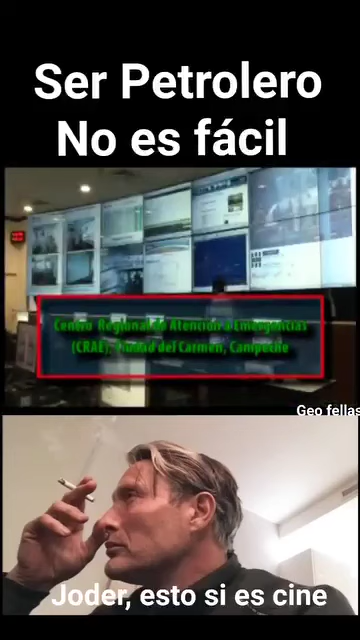 Ser Petrolero
No es fácil
Centro Regional de Atención a Emergencias
(CRAE), Ciudad del Carmen, Campeche
Geo fellas
Joder, esto si es cine